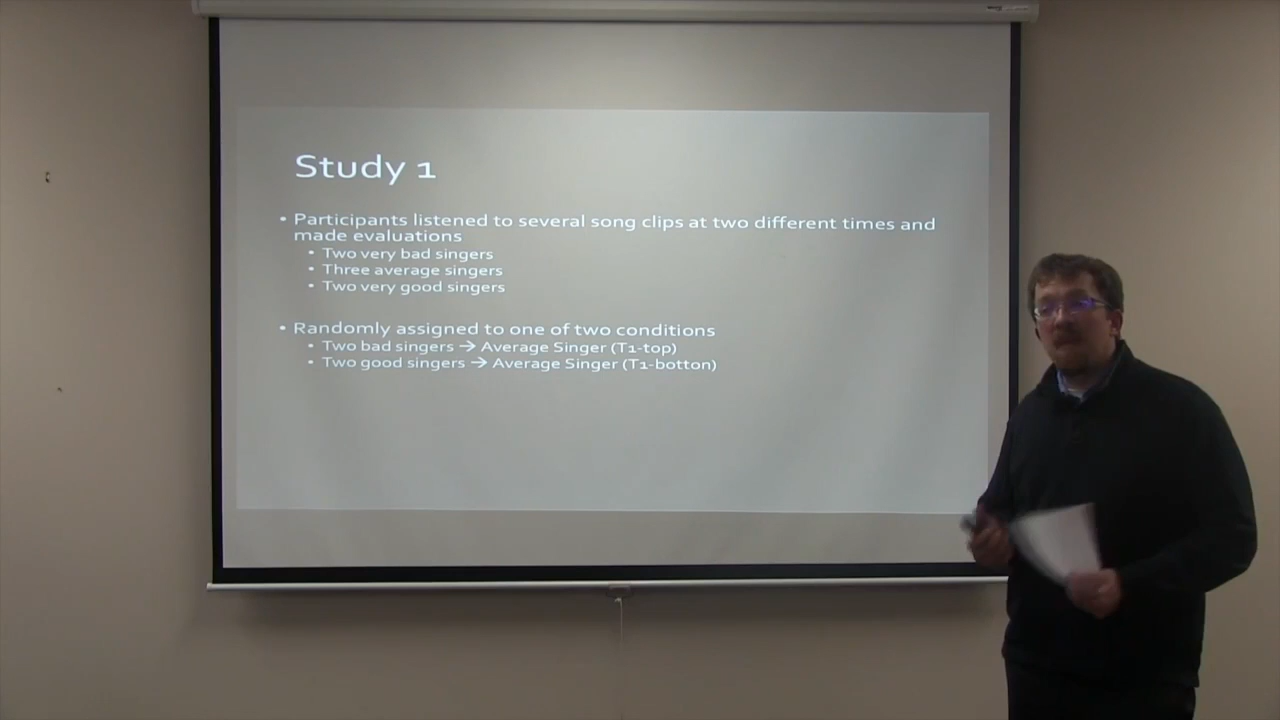 Study 1
• Participants listened to several song clips at two different times and
made evaluations
• Two very bad singers
• Three average singers
• Two very good singers
• Randomly assigned to one of two conditions
• Two bad singers → Average Singer (T1-top)
• Two good singers → Average Singer (T1-botton)